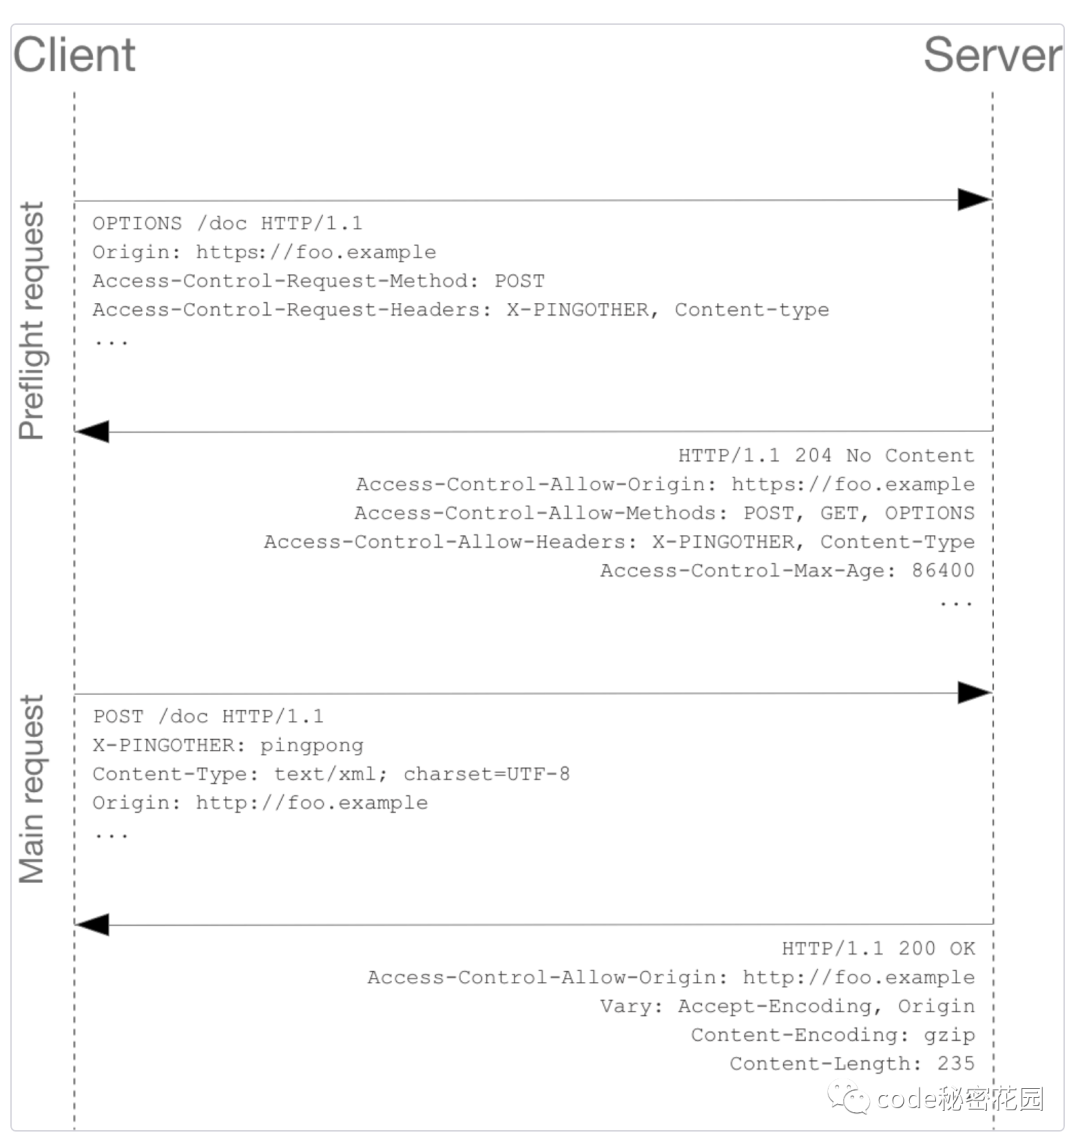 Client
Server
Preflight request
OPTIONS /doc HTTP/1.1
Origin: https://foo.example
Access-Control-Request-Method: POST
Access-Control-Request-Headers: X-PINGOTHER, Content-type
...
HTTP/1.1 204 No Content
Access-Control-Allow-Origin: https://foo.example
Access-Control-Allow-Methods: POST, GET, OPTIONS
Access-Control-Allow-Headers: X-PINGOTHER, Content-Type
Access-Control-Max-Age: 86400
...
Main request
POST /doc HTTP/1.1
X-PINGOTHER: pingpong
Content-Type: text/xml; charset=UTF-8
Origin: http://foo.example
...
HTTP/1.1 200 OK
Access-Control-Allow-Origin: http://foo.example
Vary: Accept-Encoding, Origin
Content-Encoding: gzip
Content-Length: 235
code秘密花园